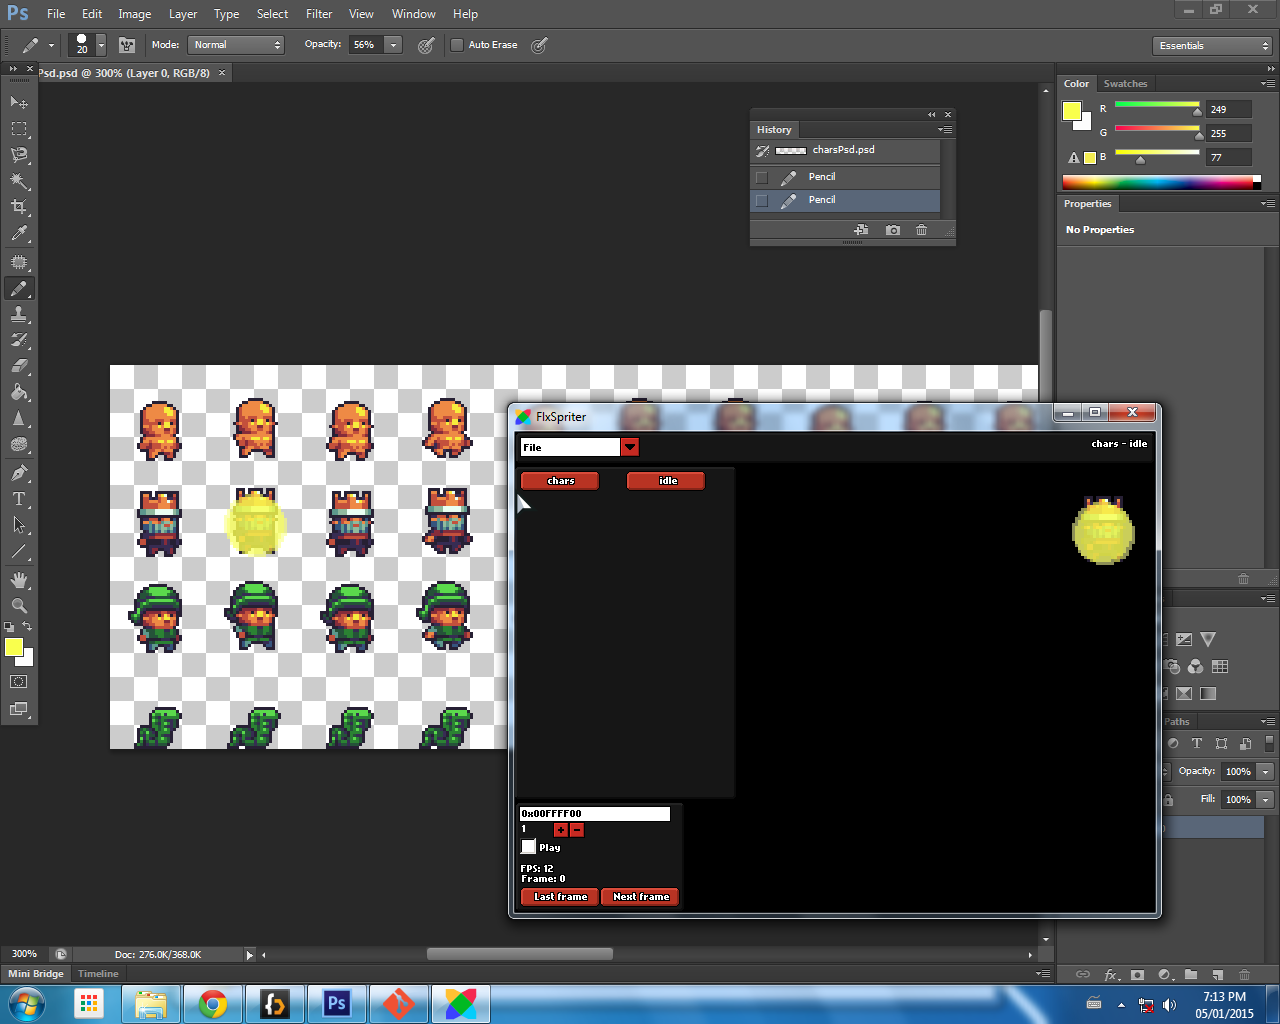 Ps File Edit Image Layer Type Select Filter View Window Help
20 Mode: Normal Opacity: 56% Auto Erase Essentials
Psd.psd @ 300% (Layer 0, RGB/8) ×
Color Swatches
R 249
G 255
B 77
History
charsPsd.psd
Pencil
Pencil
Properties
No Properties
FlxSpriter
File
chars - idle
chars idle
0x00FFFF00
1 + -
Play
FPS: 12
Frame: 0
Last frame Next frame
Paths
Opacity: 100%
Fill: 100%
300% Doc: 276.0K/368.0K
Mini Bridge Timeline
fx
Ps
7:13 PM
05/01/2015